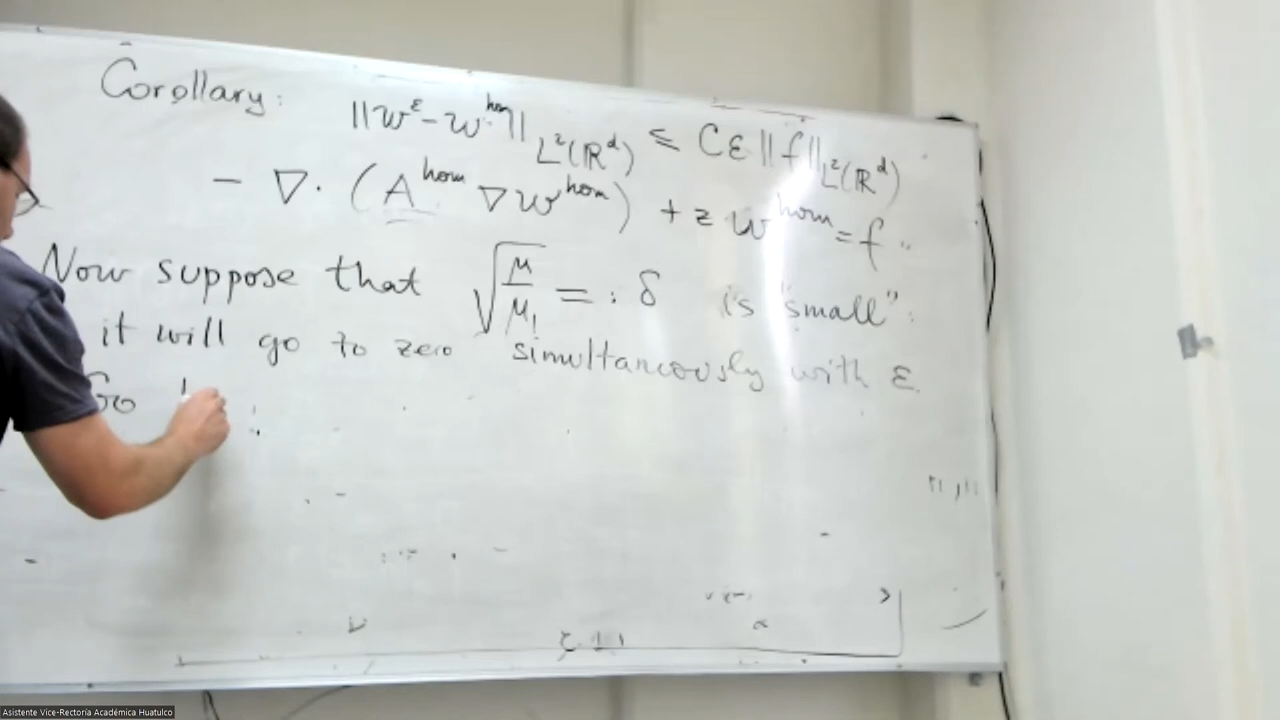 Corollary: ||w^ε - w^hom||_{L²(ℝ^d)} ≤ Cε ||f||_{L²(ℝ^d)}
- ∇· (A^hom ∇w^hom) + z w^hom = f
Now suppose that √(μ/μ₁) =: δ is "small":
it will go to zero simultaneously with ε.
So
Asistente Vice-Rectoría Académica Huatulco